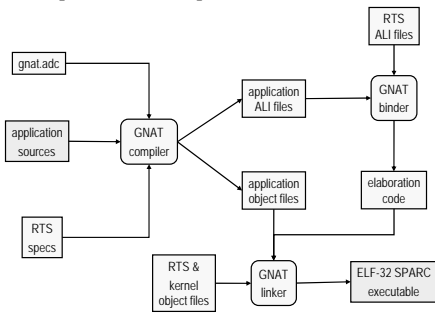 RTS
ALI files
gnat.adc
application
ALI files
GNAT
binder
application
sources
GNAT
compiler
application
object files
elaboration
code
RTS
specs
RTS &
kernel
object files
GNAT
linker
ELF-32 SPARC
executable